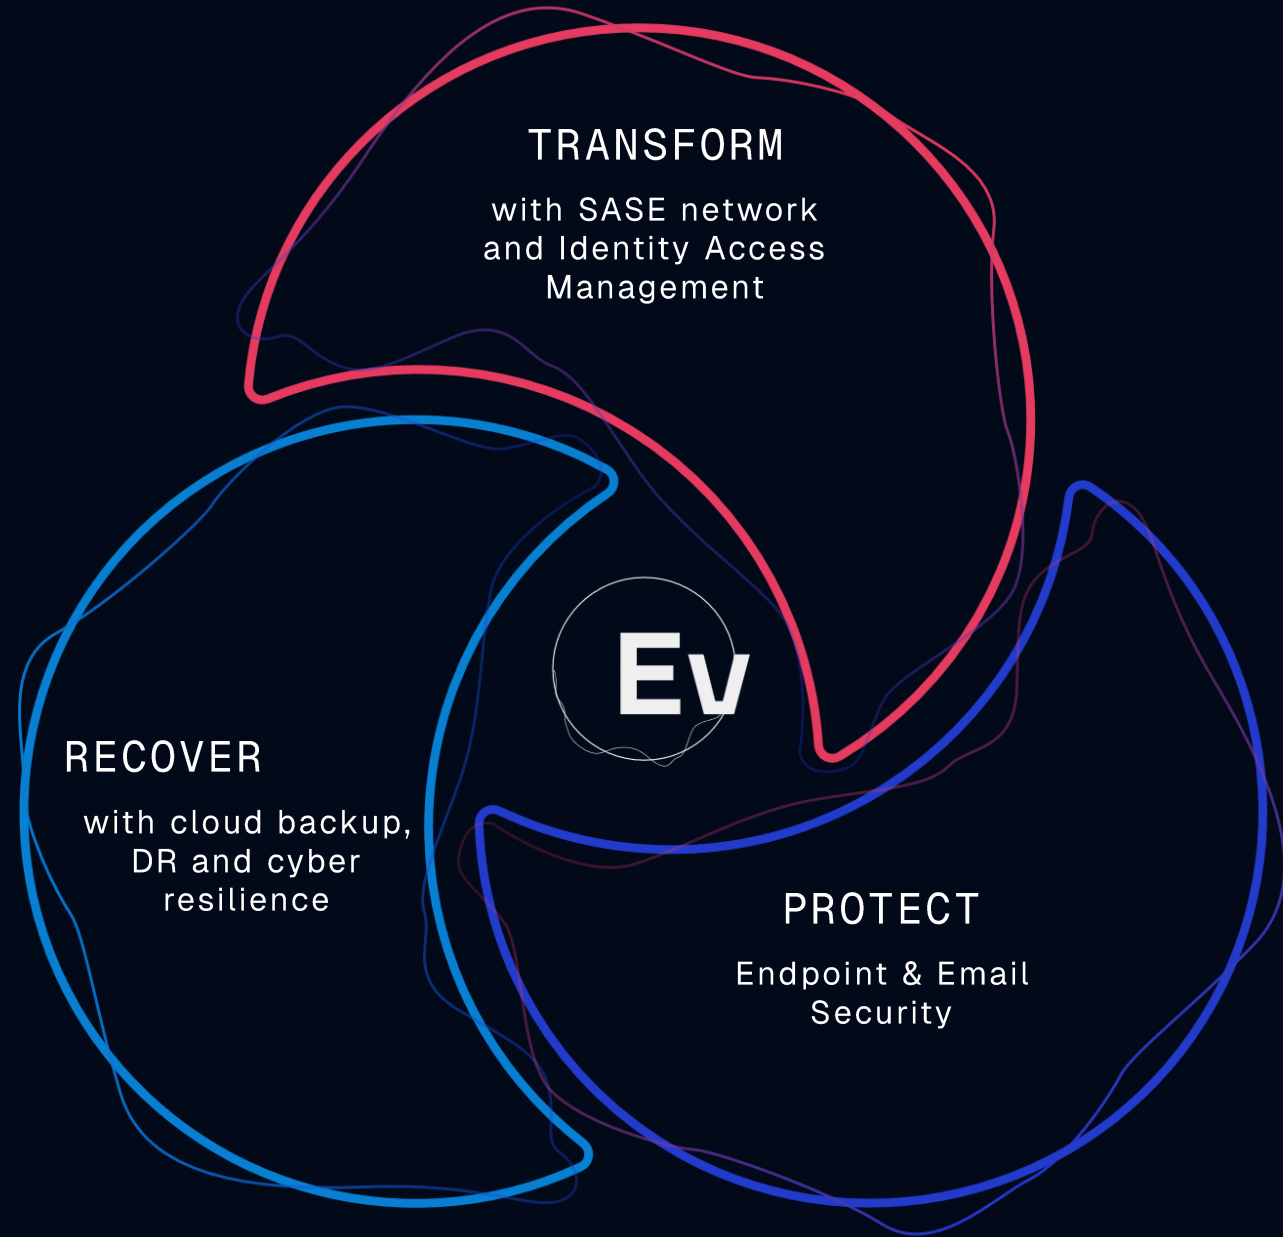 TRANSFORM
with SASE network
and Identity Access
Management
Ev
RECOVER
with cloud backup,
DR and cyber
resilience
PROTECT
Endpoint & Email
Security